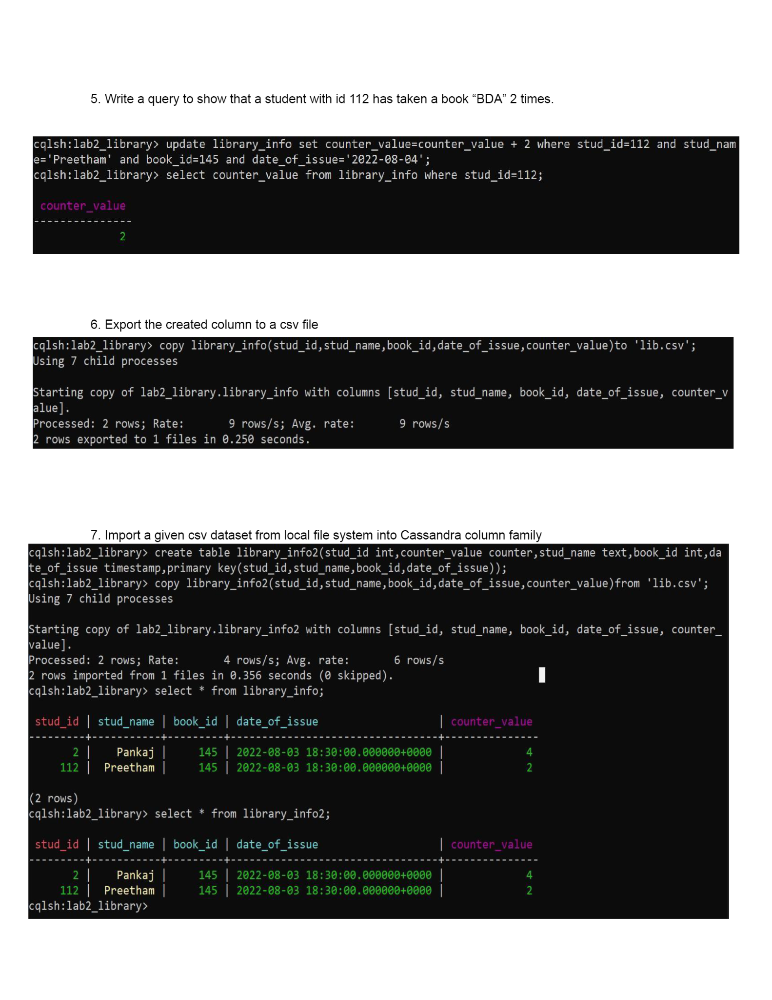 5. Write a query to show that a student with id 112 has taken a book “BDA” 2 times.
cqlsh:lab2_library> update library_info set counter_value=counter_value + 2 where stud_id=112 and stud_nam
e='Preetham' and book_id=145 and date_of_issue='2022-08-04';
cqlsh:lab2_library> select counter_value from library_info where stud_id=112;
counter_value
---------------
2
6. Export the created column to a csv file
cqlsh:lab2_library> copy library_info(stud_id,stud_name,book_id,date_of_issue,counter_value)to 'lib.csv';
Using 7 child processes
Starting copy of lab2_library.library_info with columns [stud_id, stud_name, book_id, date_of_issue, counter_v
alue].
Processed: 2 rows; Rate:       9 rows/s; Avg. rate:       9 rows/s
2 rows exported to 1 files in 0.250 seconds.
7. Import a given csv dataset from local file system into Cassandra column family
cqlsh:lab2_library> create table library_info2(stud_id int,counter_value counter,stud_name text,book_id int,da
te_of_issue timestamp,primary key(stud_id,stud_name,book_id,date_of_issue));
cqlsh:lab2_library> copy library_info2(stud_id,stud_name,book_id,date_of_issue,counter_value)from 'lib.csv';
Using 7 child processes
Starting copy of lab2_library.library_info2 with columns [stud_id, stud_name, book_id, date_of_issue, counter_
value].
Processed: 2 rows; Rate:       4 rows/s; Avg. rate:       6 rows/s
2 rows imported from 1 files in 0.356 seconds (0 skipped).
cqlsh:lab2_library> select * from library_info;
stud_id | stud_name | book_id | date_of_issue                   | counter_value
---------+-----------+---------+---------------------------------+---------------
2 |    Pankaj |     145 | 2022-08-03 18:30:00.000000+0000 |             4
112 |  Preetham |     145 | 2022-08-03 18:30:00.000000+0000 |             2
(2 rows)
cqlsh:lab2_library> select * from library_info2;
stud_id | stud_name | book_id | date_of_issue                   | counter_value
---------+-----------+---------+---------------------------------+---------------
2 |    Pankaj |     145 | 2022-08-03 18:30:00.000000+0000 |             4
112 |  Preetham |     145 | 2022-08-03 18:30:00.000000+0000 |             2
cqlsh:lab2_library>